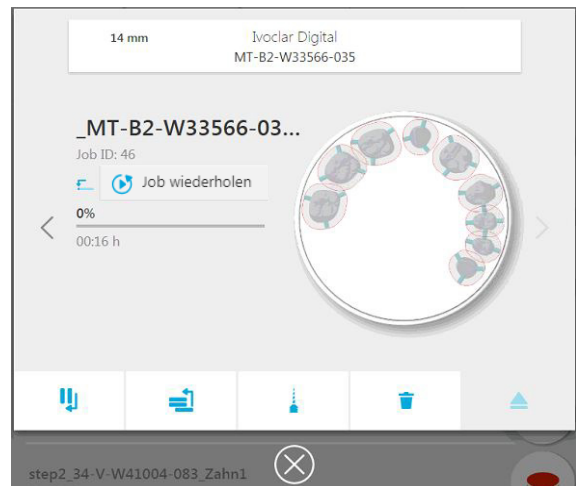 14 mm Ivoclar Digital
MT-B2-W33566-035
_MT-B2-W33566-03...
Job ID: 46
Job wiederholen
0%
00:16 h
step2_34-V-W41004-083_Zahn1